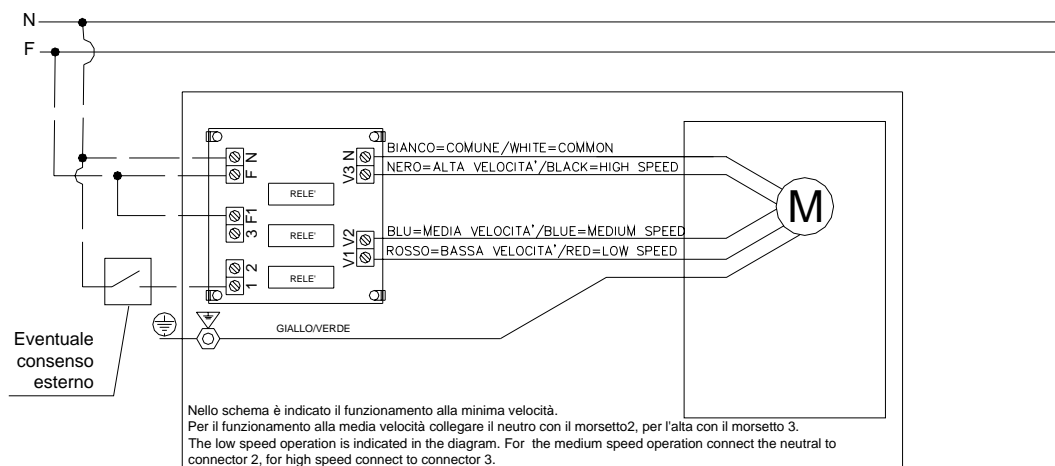 N
F
BIANCO=COMUNE/WHITE=COMMON
NERO=ALTA VELOCITA'/BLACK=HIGH SPEED
BLU=MEDIA VELOCITA'/BLUE=MEDIUM SPEED
ROSSO=BASSA VELOCITA'/RED=LOW SPEED
N
F
F1
3
2
1
RELE'
RELE'
RELE'
N
V3
V2
V1
M
GIALLO/VERDE
Eventuale
consenso
esterno
Nello schema è indicato il funzionamento alla minima velocità.
Per il funzionamento alla media velocità collegare il neutro con il morsetto2, per l'alta con il morsetto 3.
The low speed operation is indicated in the diagram. For the medium speed operation connect the neutral to
connector 2, for high speed connect to connector 3.